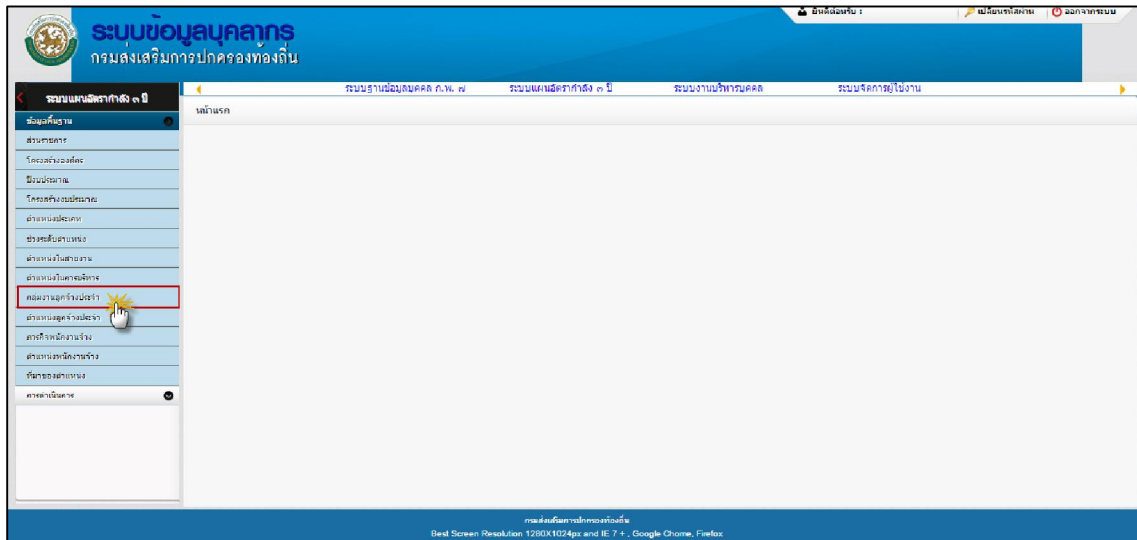 ยินดีต้อนรับ :
เปลี่ยนรหัสผ่าน
ออกจากระบบ
ระบบข้อมูลบุคลากร
กรมส่งเสริมการปกครองท้องถิ่น
ระบบแผนอัตรากำลัง ๓ ปี
ระบบฐานข้อมูลบุคคล ก.พ. ๗
ระบบแผนอัตรากำลัง ๓ ปี
ระบบงานบริหารบุคคล
ระบบจัดการผู้ใช้งาน
หน้าแรก
ข้อมูลพื้นฐาน
ส่วนราชการ
โครงสร้างองค์กร
ปีงบประมาณ
โครงสร้างงบประมาณ
ตำแหน่งประเภท
ช่วงระดับตำแหน่ง
ตำแหน่งในสายงาน
ตำแหน่งในการบริหาร
กลุ่มงานลูกจ้างประจำ
ตำแหน่งลูกจ้างประจำ
ภารกิจพนักงานจ้าง
ตำแหน่งพนักงานจ้าง
ที่มาของตำแหน่ง
การดำเนินการ
กรมส่งเสริมการปกครองท้องถิ่น
Best Screen Resolution 1280X1024px and IE 7 + , Google Chome, Firefox